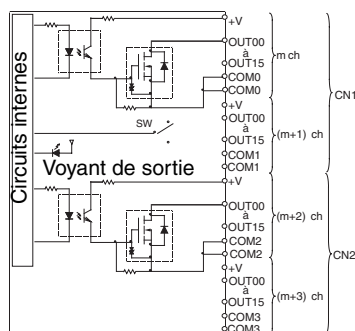 Circuits internes
SW
Voyant de sortie
+V
OUT00
à
OUT15
COM0
COM0
m ch
+V
OUT00
à
OUT15
COM1
COM1
(m+1) ch
CN1
+V
OUT00
à
OUT15
COM2
COM2
(m+2) ch
+V
OUT00
à
OUT15
COM3
COM3
(m+3) ch
CN2